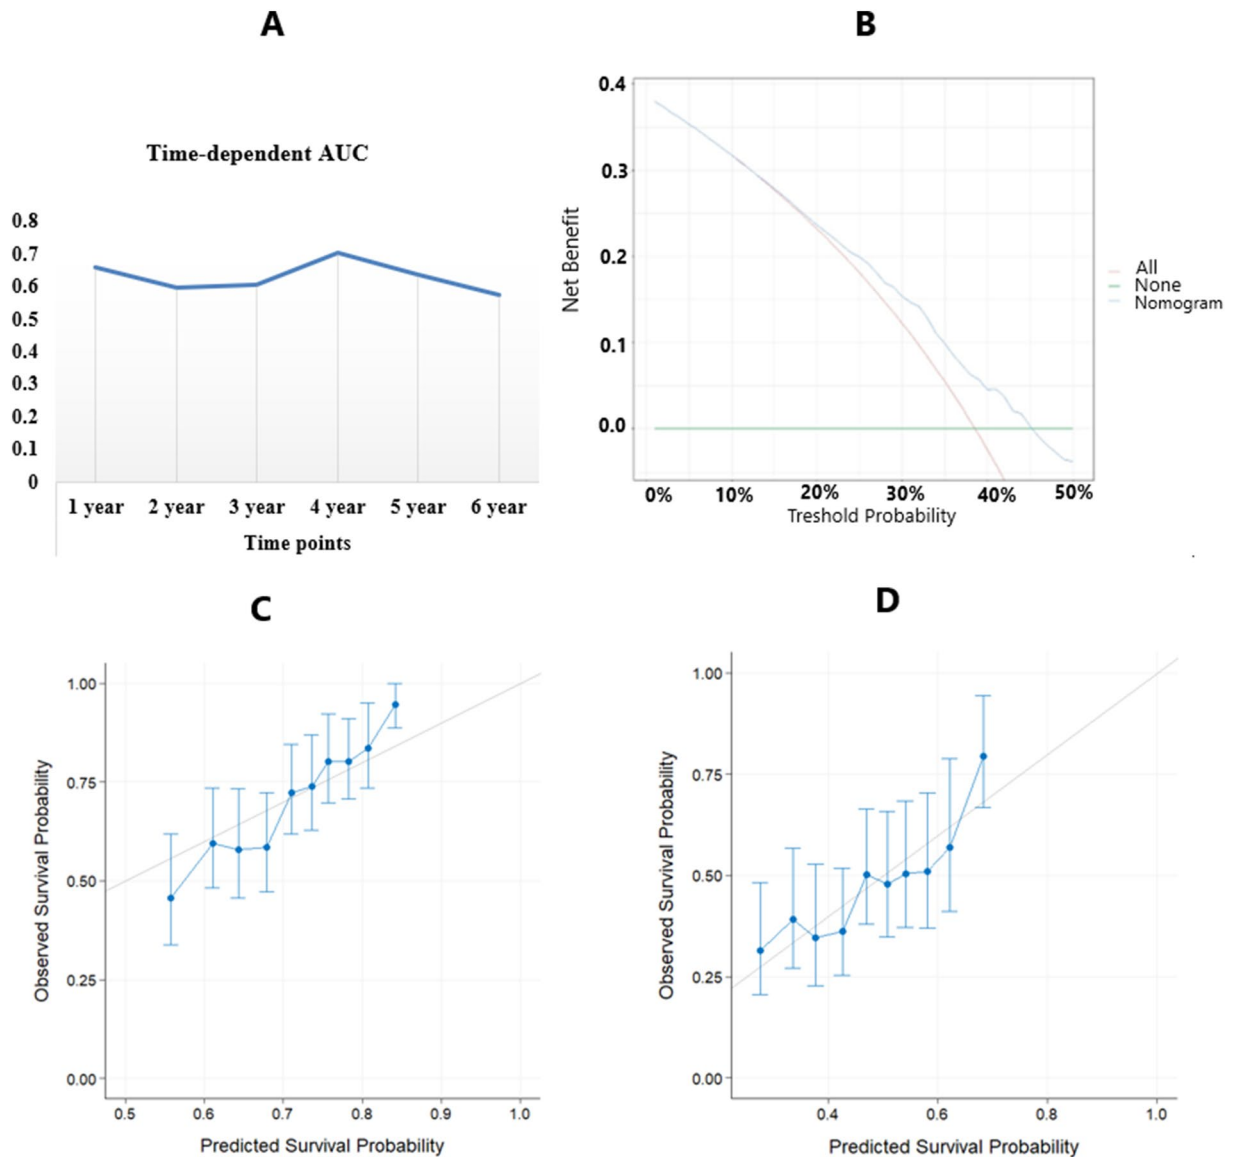 A
Time-dependent AUC
0.8
0.7
0.6
0.5
0.4
0.3
0.2
0.1
0
1 year 2 year 3 year 4 year 5 year 6 year
Time points
B
Net Benefit
0.4
0.3
0.2
0.1
0.0
0% 10% 20% 30% 40% 50%
Treshold Probability
All
None
Nomogram
C
Observed Survival Probability
1.00
0.75
0.50
0.25
0.00
0.5 0.6 0.7 0.8 0.9 1.0
Predicted Survival Probability
D
Observed Survival Probability
1.00
0.75
0.50
0.25
0.00
0.4 0.6 0.8 1.0
Predicted Survival Probability